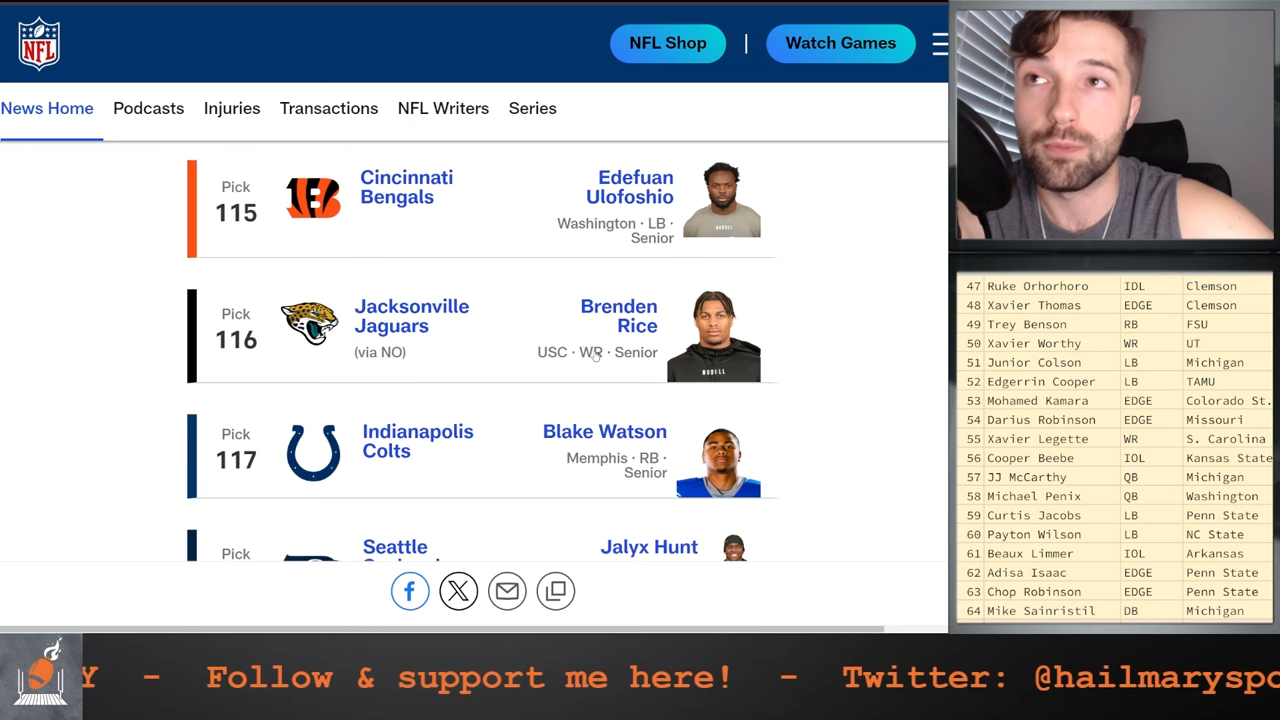 NFL
NFL Shop
|
Watch Games
News Home
Podcasts
Injuries
Transactions
NFL Writers
Series
Pick
115
Cincinnati
Bengals
Edefuan
Ulofoshio
Washington · LB ·
Senior
Pick
116
Jacksonville
Jaguars
(via NO)
Brenden
Rice
USC · WR · Senior
Pick
117
Indianapolis
Colts
Blake Watson
Memphis · RB ·
Senior
Pick
Seattle
Jalyx Hunt
47 Ruke Orhorhoro IDL Clemson
48 Xavier Thomas EDGE Clemson
49 Trey Benson RB FSU
50 Xavier Worthy WR UT
51 Junior Colson LB Michigan
52 Edgerrin Cooper LB TAMU
53 Mohamed Kamara EDGE Colorado St.
54 Darius Robinson EDGE Missouri
55 Xavier Legette WR S. Carolina
56 Cooper Beebe IOL Kansas State
57 JJ McCarthy QB Michigan
58 Michael Penix QB Washington
59 Curtis Jacobs LB Penn State
60 Payton Wilson LB NC State
61 Beaux Limmer IOL Arkansas
62 Adisa Isaac EDGE Penn State
63 Chop Robinson EDGE Penn State
64 Mike Sainristil DB Michigan
Y - Follow & support me here! - Twitter: @hailmaryspo